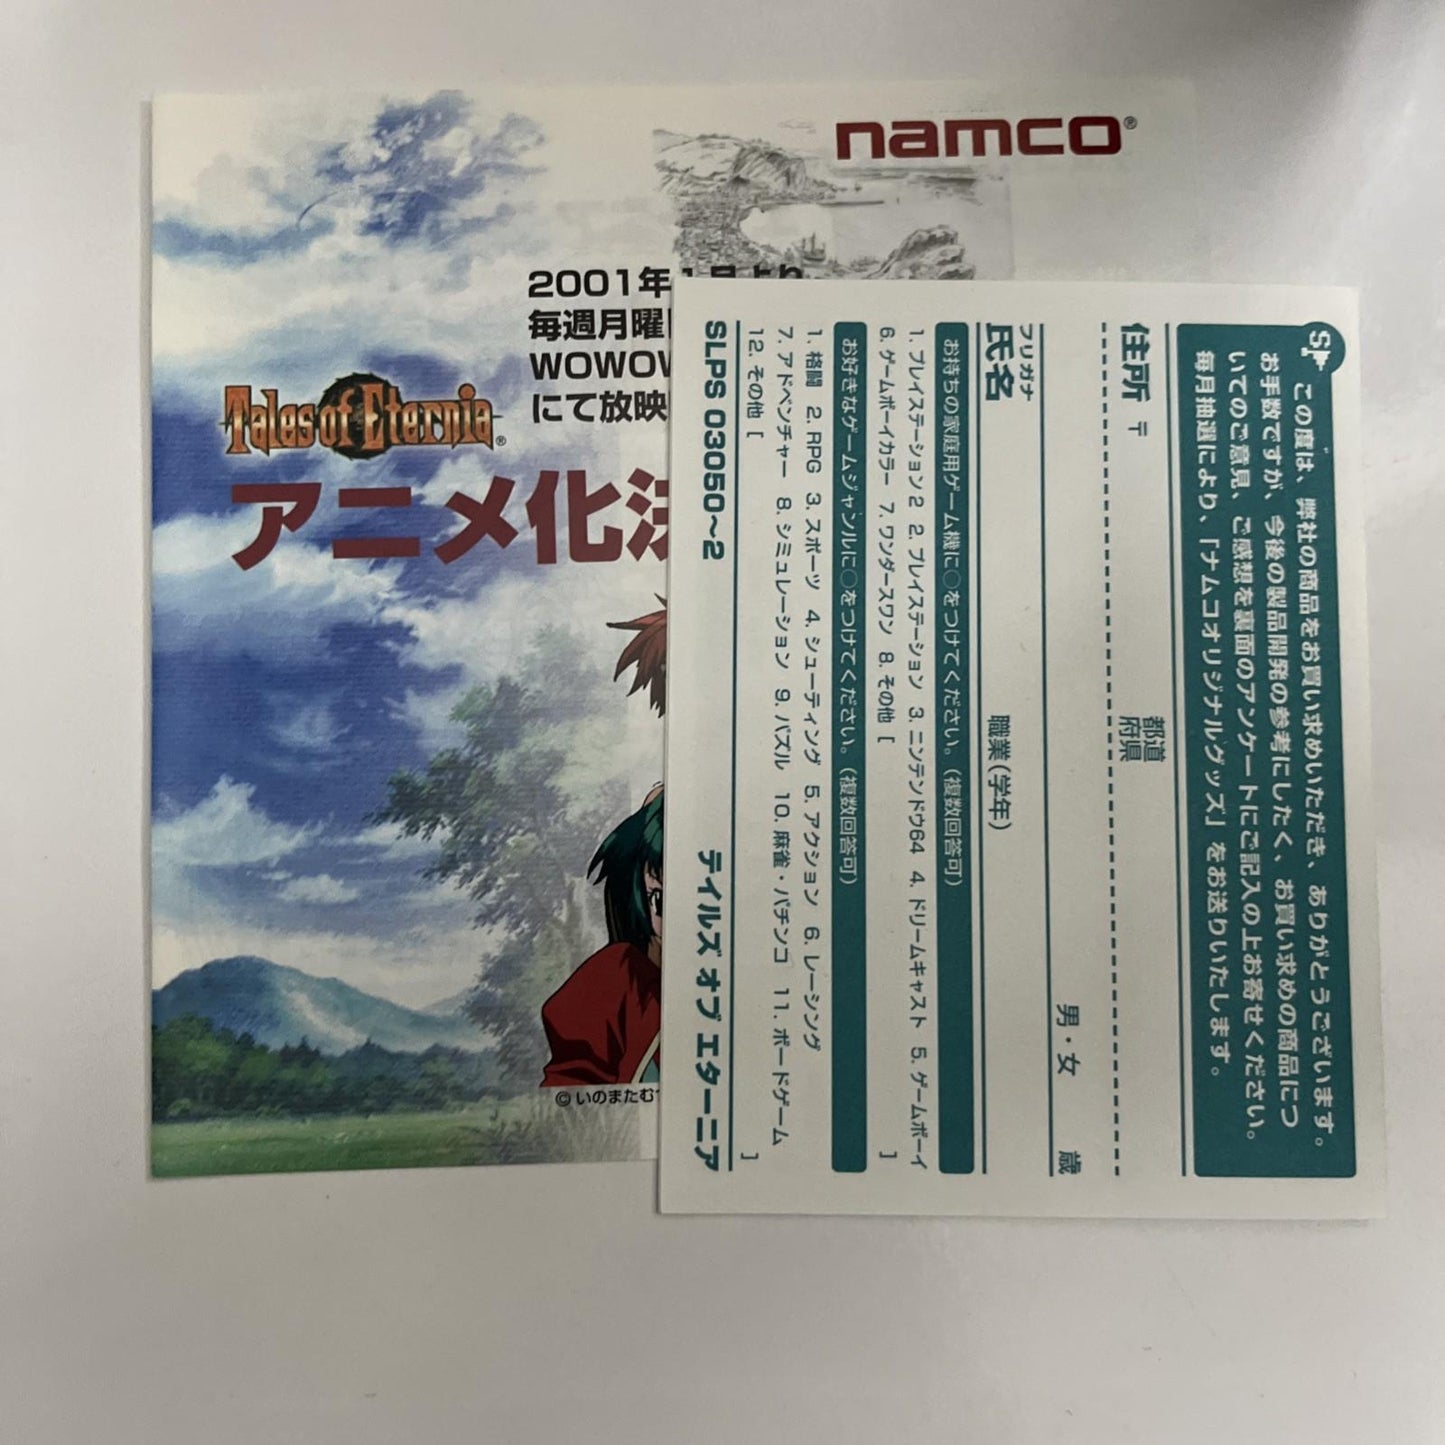 namco®
2001年1月より
毎週月曜
WOWOW
にて放映
Tales of Eternia®
アニメ化決
© いのまたむつ
この度は、弊社の商品をお買い求めいただき、ありがとうございます。
お手数ですが、今後の製品開発の参考にしたく、お買い求めの商品につ
いてのご意見、ご感想を裏面のアンケートにご記入の上お寄せください。
毎月抽選により、「ナムコオリジナルグッズ」をお送りいたします。
住所 〒
都道
府県
フリガナ
氏名
男・女 歳
職業(学年)
お持ちの家庭用ゲーム機に○をつけてください。(複数回答可)
1. プレイステーション2 2. プレイステーション 3. ニンテンドウ64 4. ドリームキャスト 5. ゲームボーイ
6. ゲームボーイカラー 7. ワンダースワン 8. その他 [ ]
お好きなゲームジャンルに○をつけてください。(複数回答可)
1. 格闘 2. RPG 3. スポーツ 4. シューティング 5. アクション 6. レーシング
7. アドベンチャー 8. シミュレーション 9. パズル 10. 麻雀・パチンコ 11. ボードゲーム
12. その他 [ ]
SLPS 03050~2 テイルズ オブ エターニア